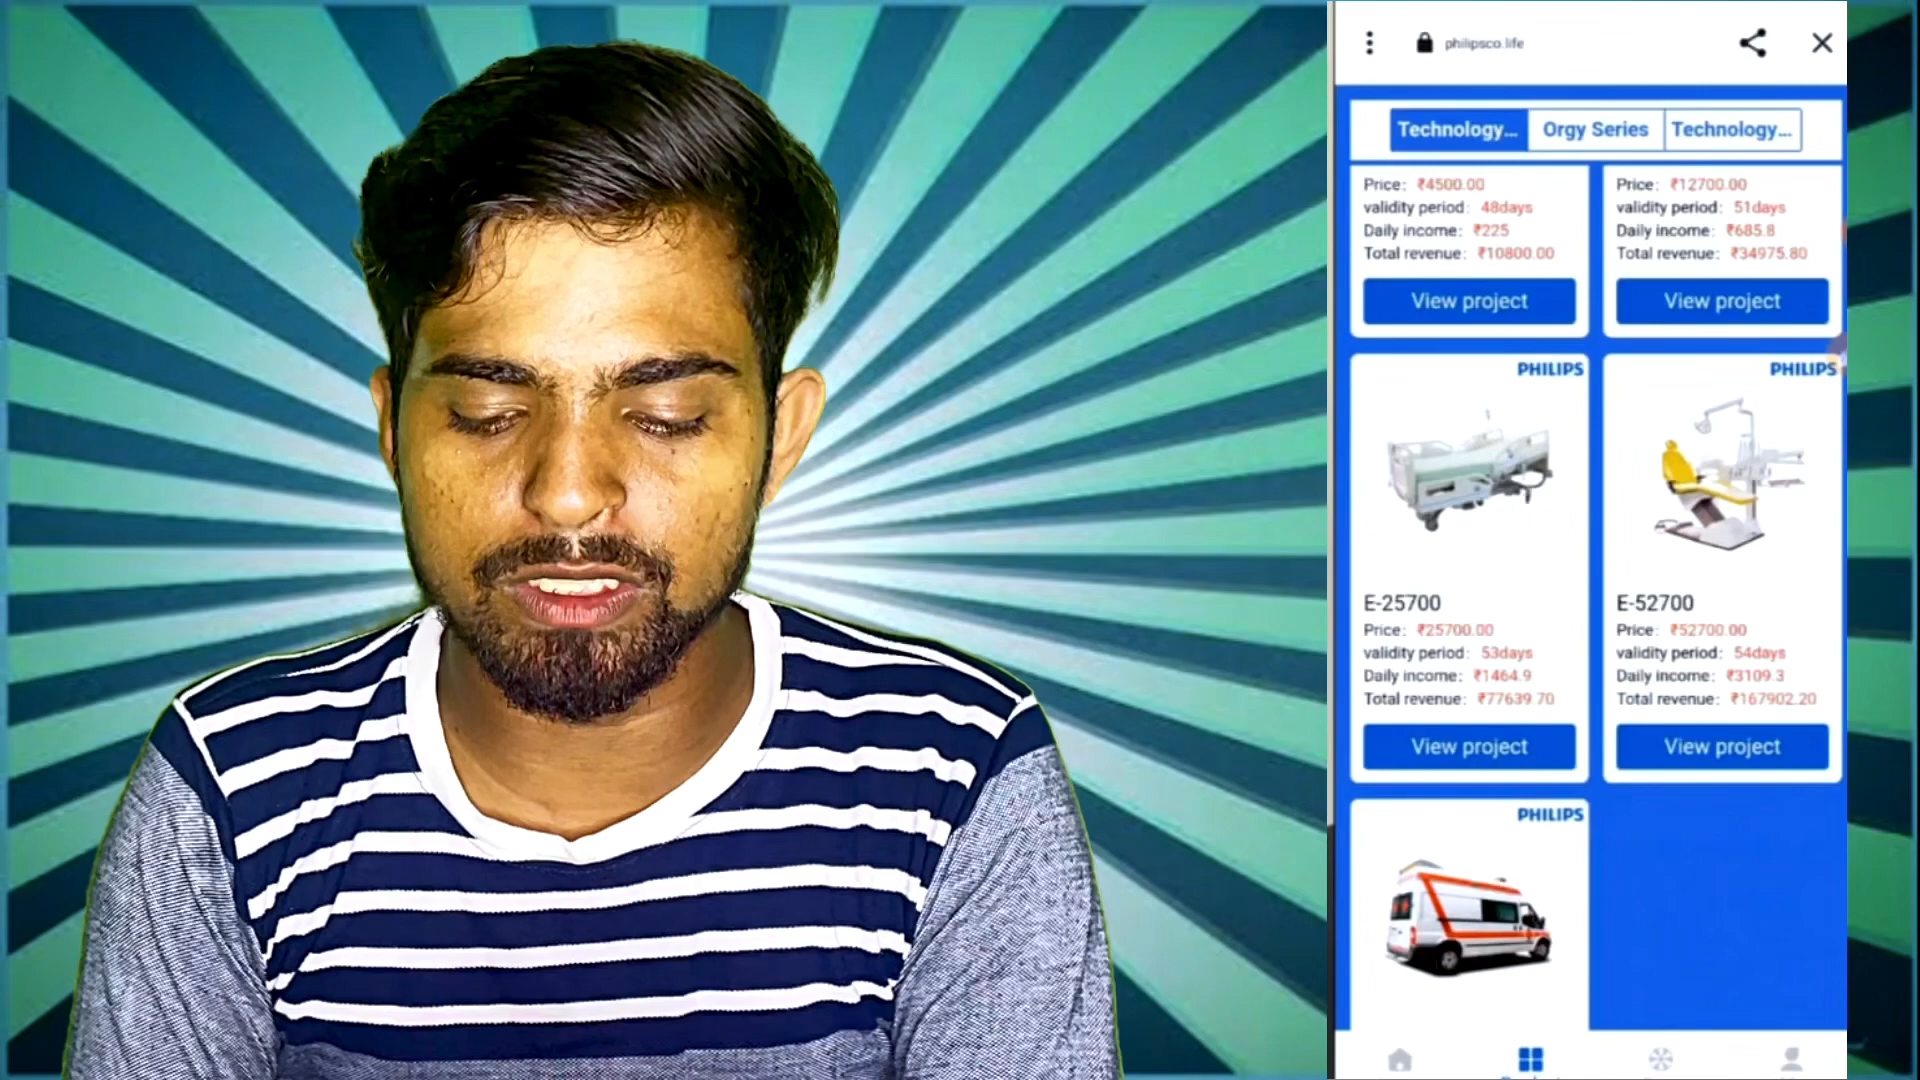 philipsco.life
Technology...
Orgy Series
Technology...
Price: ₹4500.00
validity period: 48days
Daily income: ₹225
Total revenue: ₹10800.00
View project
Price: ₹12700.00
validity period: 51days
Daily income: ₹685.8
Total revenue: ₹34975.80
View project
PHILIPS
E-25700
Price: ₹25700.00
validity period: 53days
Daily income: ₹1464.9
Total revenue: ₹77639.70
View project
PHILIPS
E-52700
Price: ₹52700.00
validity period: 54days
Daily income: ₹3109.3
Total revenue: ₹167902.20
View project
PHILIPS